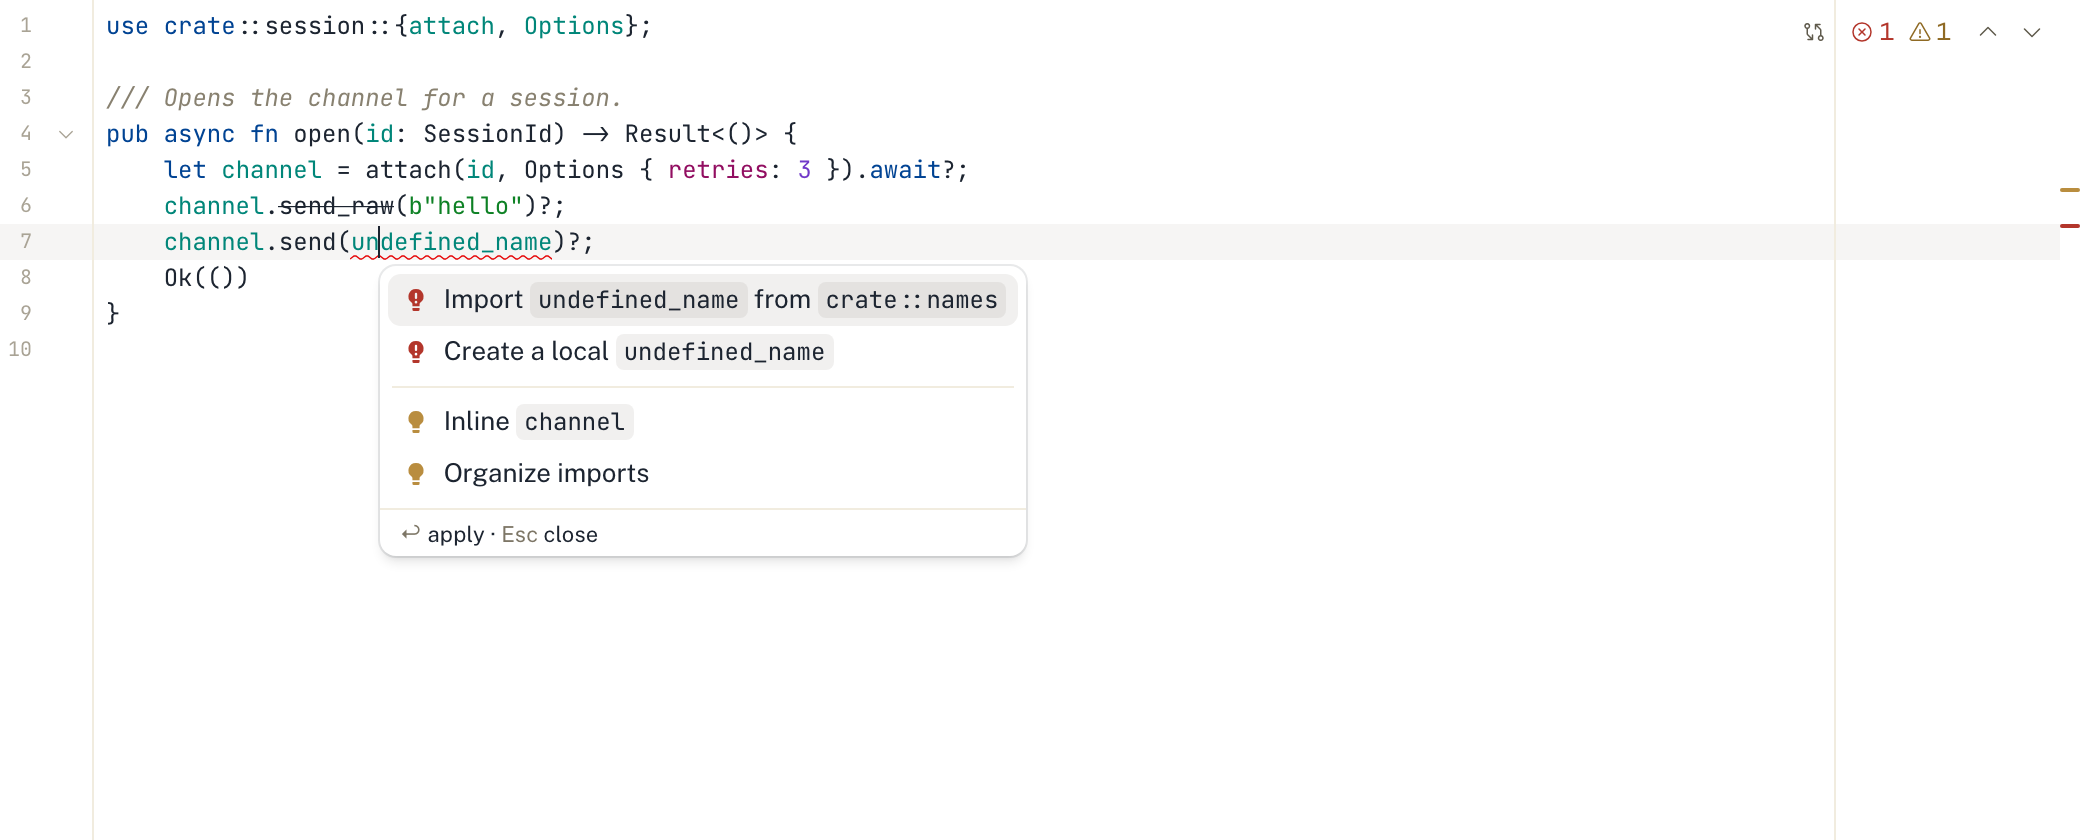 1 use crate::session::{attach, Options};
2
3 /// Opens the channel for a session.
4 pub async fn open(id: SessionId) -> Result<()> {
5 let channel = attach(id, Options { retries: 3 }).await?;
6 channel.send_raw(b"hello")?;
7 channel.send(undefined_name)?;
8 Ok(())
9 }
10
1 1
Import undefined_name from crate::names
Create a local undefined_name
Inline channel
Organize imports
↩ apply · Esc close